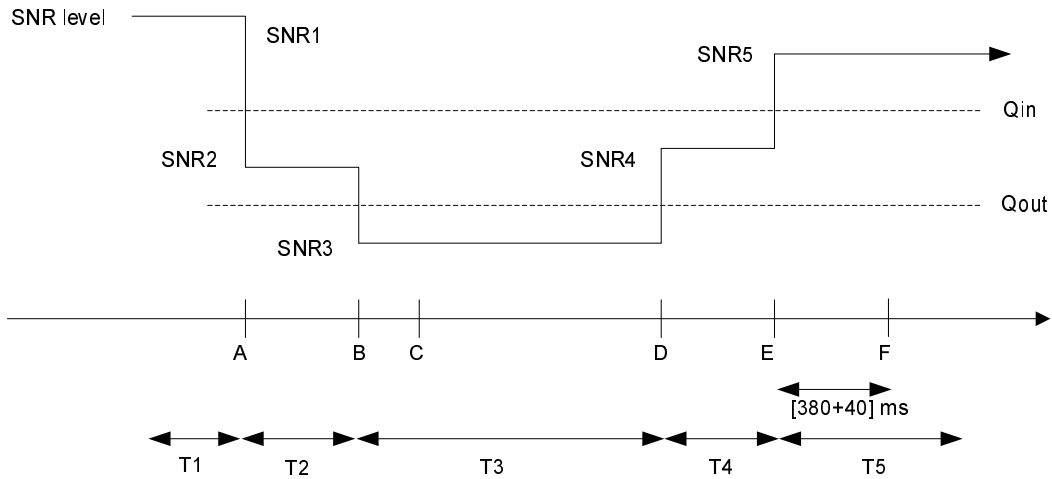 SNR level
SNR1
SNR5
Qin
SNR2
SNR4
Qout
SNR3
A
B
C
D
E
F
[380+40] ms
T1
T2
T3
T4
T5